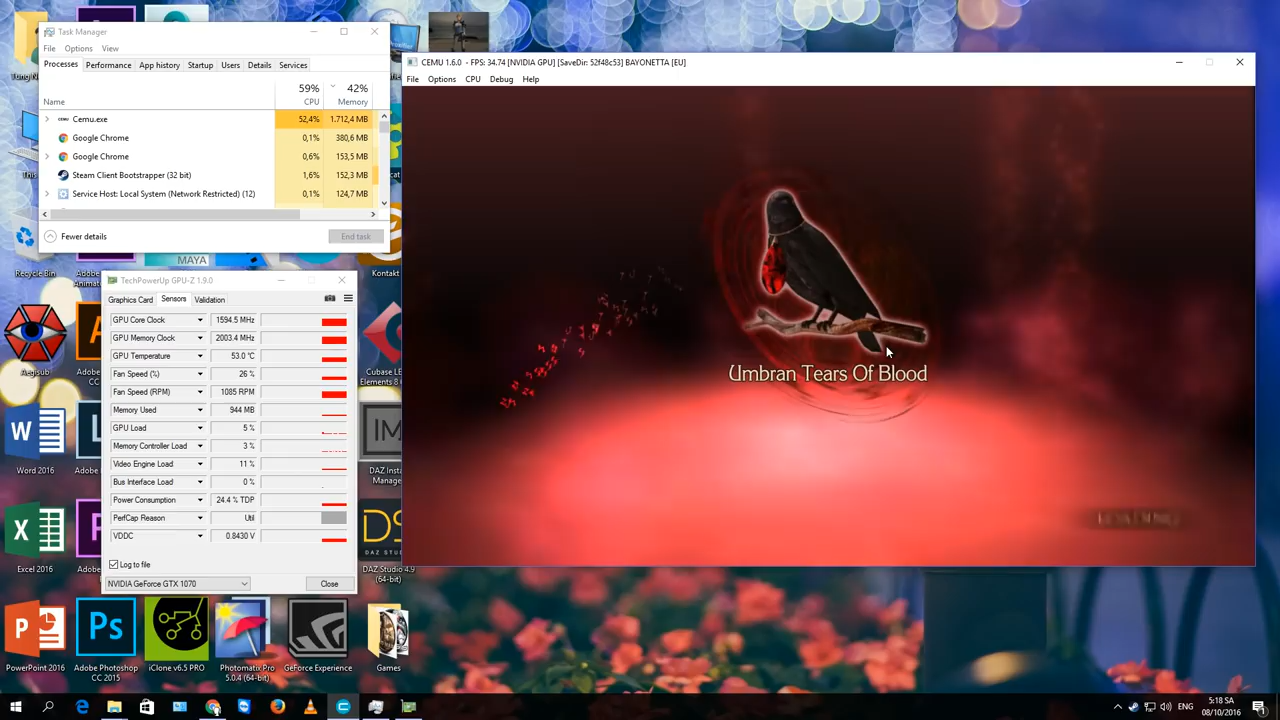 Task Manager
File Options View
Processes Performance App history Startup Users Details Services
59% 42%
Name CPU Memory
Cemu.exe 52,4% 1.712,4 MB
Google Chrome 0,1% 380,6 MB
Google Chrome 0,6% 153,5 MB
Steam Client Bootstrapper (32 bit) 1,6% 152,3 MB
Service Host: Local System (Network Restricted) (12) 0,1% 124,7 MB
Fewer details End task
CEMU 1.6.0 - FPS: 34.74 [NVIDIA GPU] [SaveDir: 52f48c53] BAYONETTA [EU]
File Options CPU Debug Help
Umbran Tears Of Blood
TechPowerUp GPU-Z 1.9.0
Graphics Card Sensors Validation
GPU Core Clock 1594.5 MHz
GPU Memory Clock 2003.4 MHz
GPU Temperature 53.0 °C
Fan Speed (%) 26 %
Fan Speed (RPM) 1085 RPM
Memory Used 944 MB
GPU Load 5 %
Memory Controller Load 3 %
Video Engine Load 11 %
Bus Interface Load 0 %
Power Consumption 24.4 % TDP
PerfCap Reason Util
VDDC 0.8430 V
Log to file
NVIDIA GeForce GTX 1070 Close
This
Recycle Bin
MAYA
Kontakt
Aegisub
CC
Cubase LE
Elements 8
Word 2016
DAZ
Manager
Excel 2016
DAZ Studio 4.9
(64-bit)
PowerPoint 2016
Adobe Photoshop
CC 2015
iClone v6.5 PRO
Photomatix Pro
5.0.4 (64-bit)
GeForce Experience
Games
5:18 SA
08/10/2016